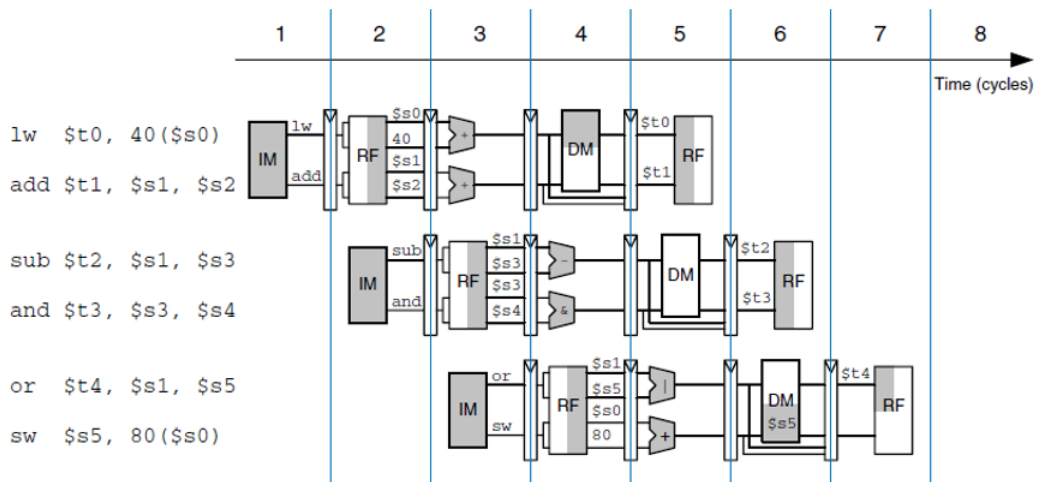 1 2 3 4 5 6 7 8
Time (cycles)
lw $t0, 40($s0)
add $t1, $s1, $s2
IM
lw
add
RF
$s0
40
$s1
$s2
+
+
DM
$t0
$t1
RF
sub $t2, $s1, $s3
and $t3, $s3, $s4
IM
sub
and
RF
$s1
$s3
$s3
$s4
-
&
DM
$t2
$t3
RF
or $t4, $s1, $s5
sw $s5, 80($s0)
IM
or
sw
RF
$s1
$s5
$s0
80
|
+
DM
$s5
$t4
RF